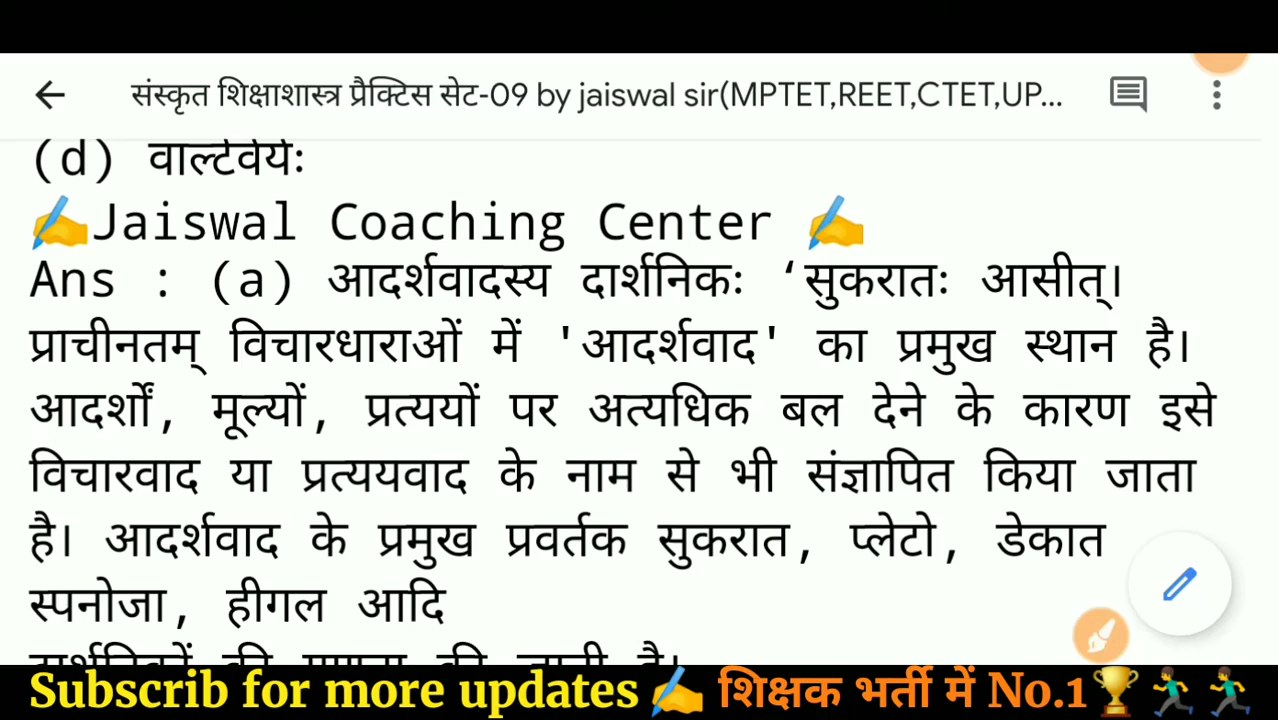 संस्कृत शिक्षाशास्त्र प्रैक्टिस सेट-09 by jaiswal sir(MPTET,REET,CTET,UP...
(d) वाल्टेवेयेः
✍Jaiswal Coaching Center ✍
Ans : (a) आदर्शवादस्य दार्शनिकः ‘सुकरातः आसीत्।
प्राचीनतम् विचारधाराओं में 'आदर्शवाद' का प्रमुख स्थान है।
आदर्शों, मूल्यों, प्रत्ययों पर अत्यधिक बल देने के कारण इसे
विचारवाद या प्रत्ययवाद के नाम से भी संज्ञापित किया जाता
है। आदर्शवाद के प्रमुख प्रवर्तक सुकरात, प्लेटो, डेकात
स्पनोजा, हीगल आदि
दार्शनिकों की गणना की जाती है।
Subscrib for more updates✍ शिक्षक भर्ती में No.1🏆🏃‍♂️🏃‍♂️